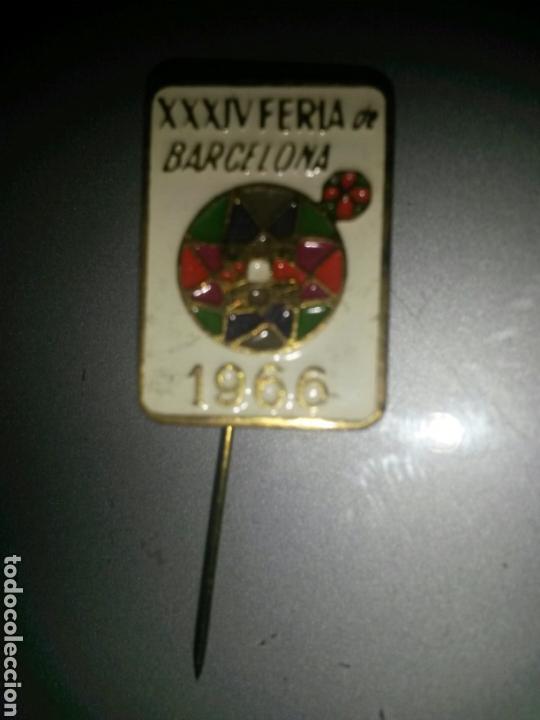 XXXIV FERIA de
BARCELONA
1966
todocoleccion